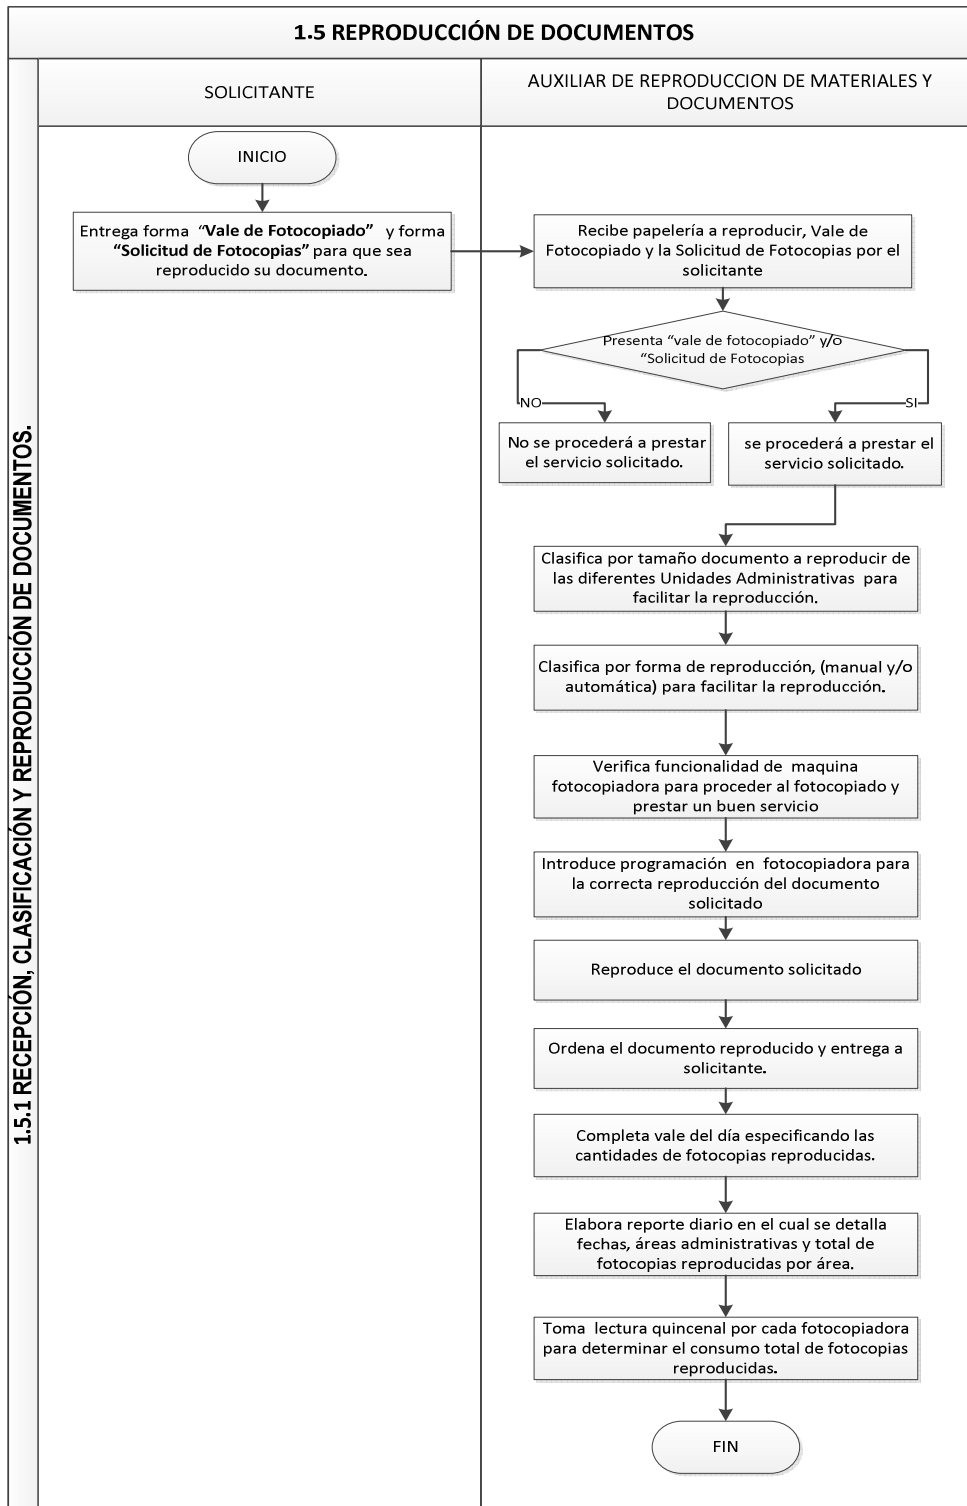 1.5 REPRODUCCIÓN DE DOCUMENTOS
1.5.1 RECEPCIÓN, CLASIFICACIÓN Y REPRODUCCIÓN DE DOCUMENTOS.
SOLICITANTE
AUXILIAR DE REPRODUCCION DE MATERIALES Y
DOCUMENTOS
INICIO
Entrega forma “Vale de Fotocopiado” y forma
“Solicitud de Fotocopias” para que sea
reproducido su documento.
Recibe papelería a reproducir, Vale de
Fotocopiado y la Solicitud de Fotocopias por el
solicitante
Presenta “vale de fotocopiado” y/o
“Solicitud de Fotocopias
NO
SI
No se procederá a prestar
el servicio solicitado.
se procederá a prestar el
servicio solicitado.
Clasifica por tamaño documento a reproducir de
las diferentes Unidades Administrativas para
facilitar la reproducción.
Clasifica por forma de reproducción, (manual y/o
automática) para facilitar la reproducción.
Verifica funcionalidad de maquina
fotocopiadora para proceder al fotocopiado y
prestar un buen servicio
Introduce programación en fotocopiadora para
la correcta reproducción del documento
solicitado
Reproduce el documento solicitado
Ordena el documento reproducido y entrega a
solicitante.
Completa vale del día especificando las
cantidades de fotocopias reproducidas.
Elabora reporte diario en el cual se detalla
fechas, áreas administrativas y total de
fotocopias reproducidas por área.
Toma lectura quincenal por cada fotocopiadora
para determinar el consumo total de fotocopias
reproducidas.
FIN